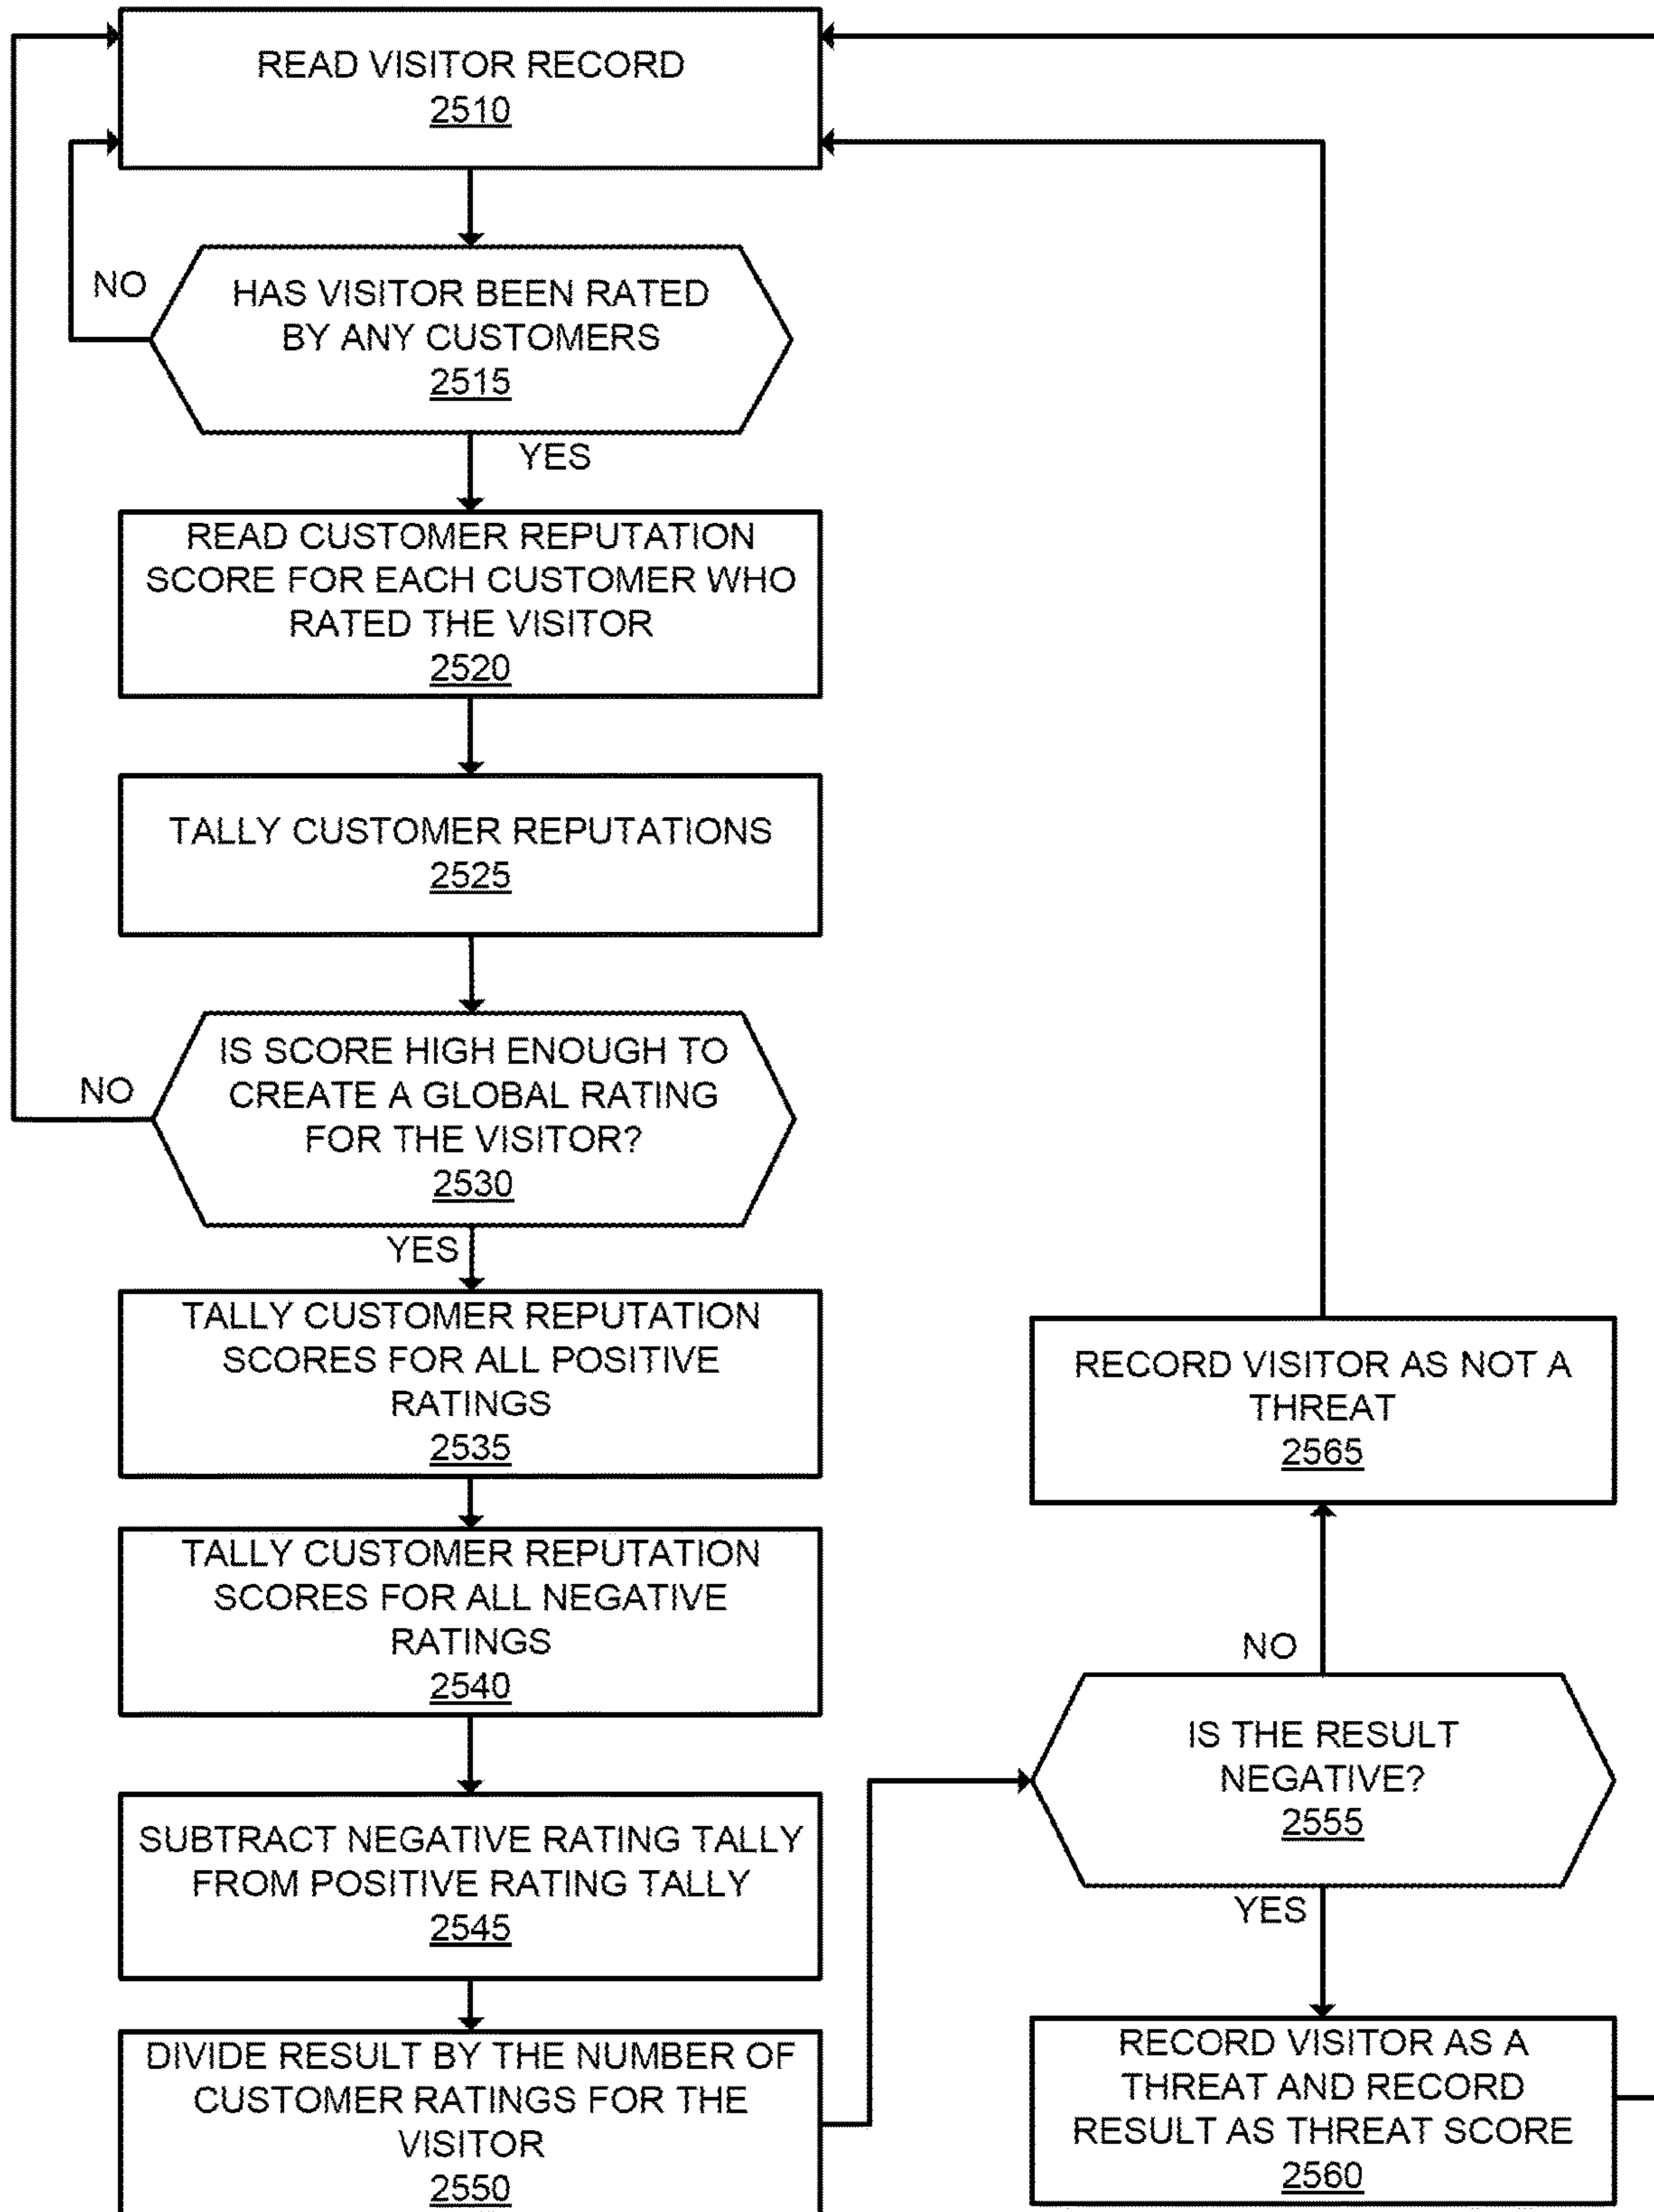 READ VISITOR RECORD
2510
NO
HAS VISITOR BEEN RATED
BY ANY CUSTOMERS
2515
YES
READ CUSTOMER REPUTATION
SCORE FOR EACH CUSTOMER WHO
RATED THE VISITOR
2520
TALLY CUSTOMER REPUTATIONS
2525
NO
IS SCORE HIGH ENOUGH TO
CREATE A GLOBAL RATING
FOR THE VISITOR?
2530
YES
TALLY CUSTOMER REPUTATION
SCORES FOR ALL POSITIVE
RATINGS
2535
TALLY CUSTOMER REPUTATION
SCORES FOR ALL NEGATIVE
RATINGS
2540
SUBTRACT NEGATIVE RATING TALLY
FROM POSITIVE RATING TALLY
2545
DIVIDE RESULT BY THE NUMBER OF
CUSTOMER RATINGS FOR THE
VISITOR
2550
RECORD VISITOR AS NOT A
THREAT
2565
NO
IS THE RESULT
NEGATIVE?
2555
YES
RECORD VISITOR AS A
THREAT AND RECORD
RESULT AS THREAT SCORE
2560